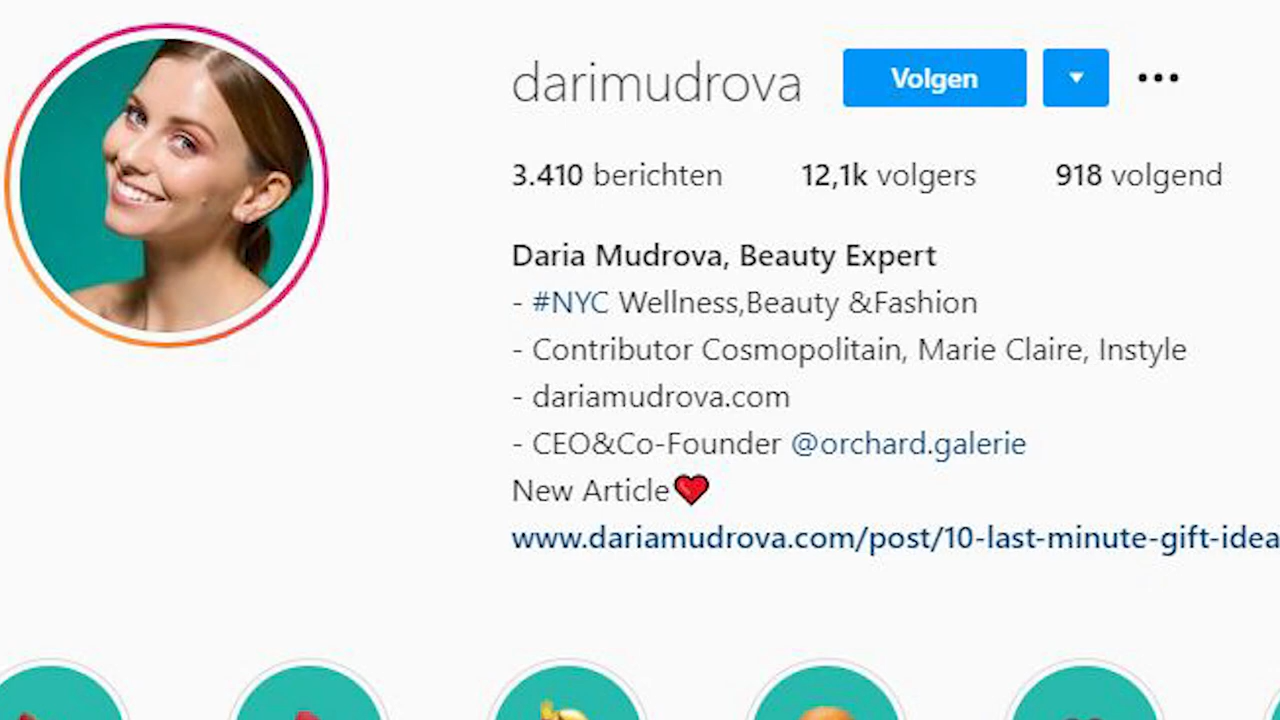 darimudrova Volgen
3.410 berichten 12,1k volgers 918 volgend
Daria Mudrova, Beauty Expert
- #NYC Wellness,Beauty &Fashion
- Contributor Cosmopolitain, Marie Claire, Instyle
- dariamudrova.com
- CEO&Co-Founder @orchard.galerie
New Article
www.dariamudrova.com/post/10-last-minute-gift-idea